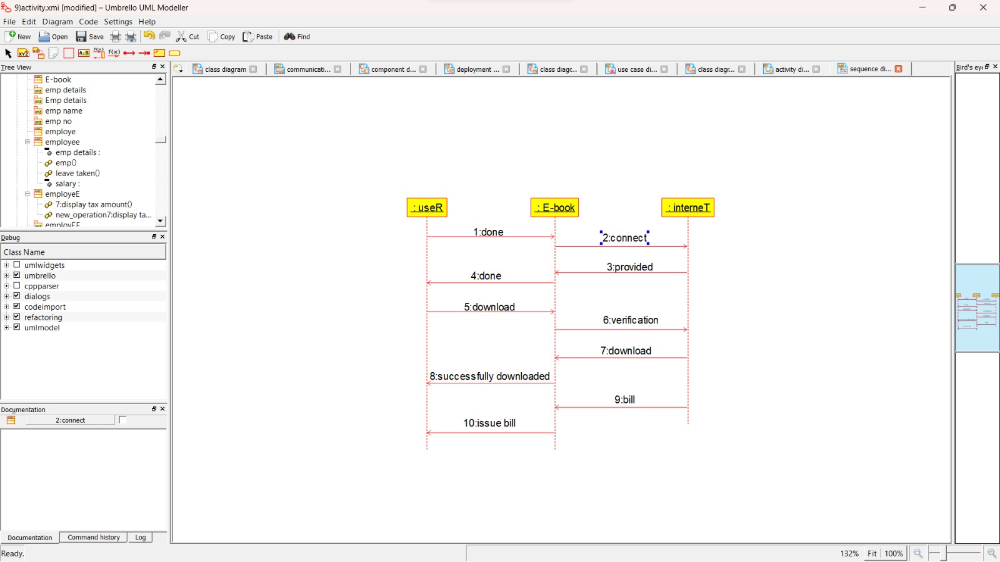 9)activity.xmi [modified] – Umbrello UML Modeller
File Edit Diagram Code Settings Help
New Open Save Cut Copy Paste Find
Tree View
E-book
emp details
Emp details
emp name
emp no
employe
employee
emp details :
emp()
leave taken()
salary :
employeE
7:display tax amount()
new_operation7:display ta...
employEE
Debug
Class Name
umlwidgets
umbrello
cppparser
dialogs
codeimport
refactoring
umlmodel
Documentation
2:connect
Documentation Command history Log
Ready.
class diagram communicati... component d... deployment ... class diagr... use case di... class diagr... activity di... sequence di...
Bird's eye
: useR : E-book : interneT
1:done
2:connect
3:provided
4:done
5:download
6:verification
7:download
8:successfully downloaded
9:bill
10:issue bill
132% Fit 100%